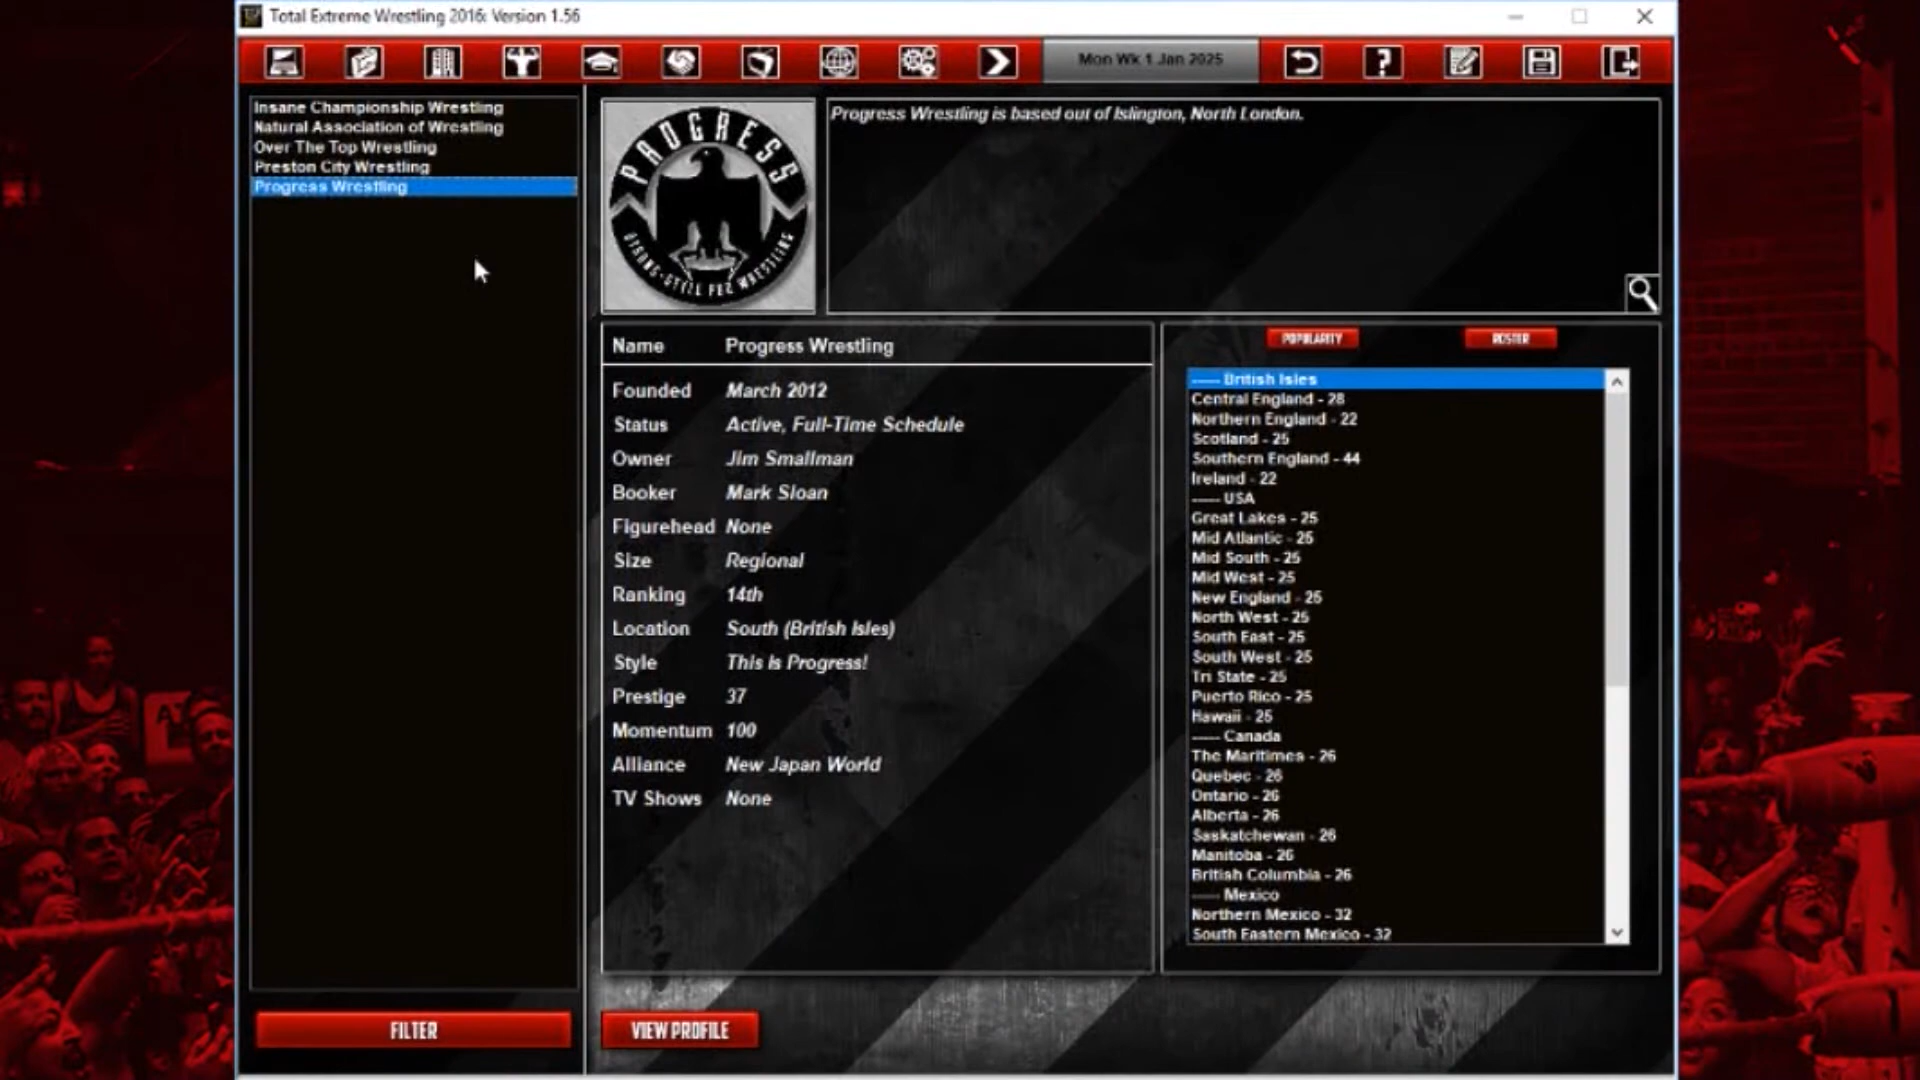 Total Extreme Wrestling 2016: Version 1.56
Mon Wk 1 Jan 2025
Insane Championship Wrestling
Natural Association of Wrestling
Over The Top Wrestling
Preston City Wrestling
Progress Wrestling
PROGRESS
STRONG-STYLE PRO WRESTLING
Progress Wrestling is based out of Islington, North London.
Name Progress Wrestling
Founded March 2012
Status Active, Full-Time Schedule
Owner Jim Smallman
Booker Mark Sloan
Figurehead None
Size Regional
Ranking 14th
Location South (British Isles)
Style This Is Progress!
Prestige 37
Momentum 100
Alliance New Japan World
TV Shows None
POPULARITY ROSTER
----- British Isles
Central England - 28
Northern England - 22
Scotland - 25
Southern England - 44
Ireland - 22
----- USA
Great Lakes - 25
Mid Atlantic - 25
Mid South - 25
Mid West - 25
New England - 25
North West - 25
South East - 25
South West - 25
Tri State - 25
Puerto Rico - 25
Hawaii - 25
----- Canada
The Maritimes - 26
Quebec - 26
Ontario - 26
Alberta - 26
Saskatchewan - 26
Manitoba - 26
British Columbia - 26
----- Mexico
Northern Mexico - 32
South Eastern Mexico - 32
FILTER
VIEW PROFILE